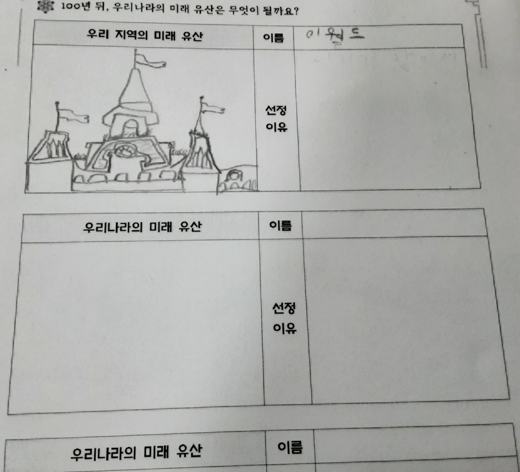 100년 뒤, 우리나라의 미래 유산은 무엇이 될까요?
우리 지역의 미래 유산 이름 이월드
선정
이유
우리나라의 미래 유산 이름
선정
이유
우리나라의 미래 유산 이름